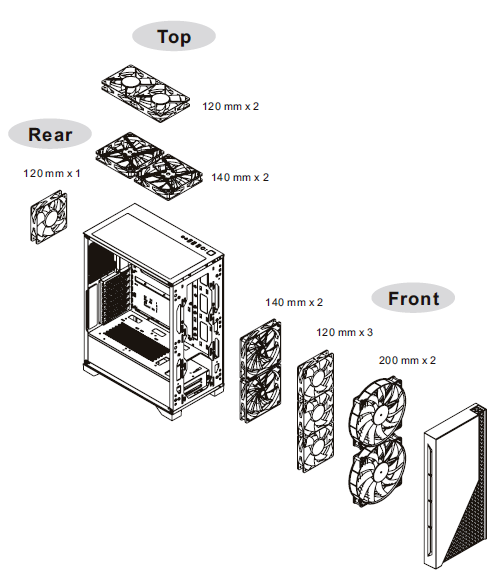 Top
120 mm x 2
Rear
120 mm x 1
140 mm x 2
140 mm x 2
Front
120 mm x 3
200 mm x 2